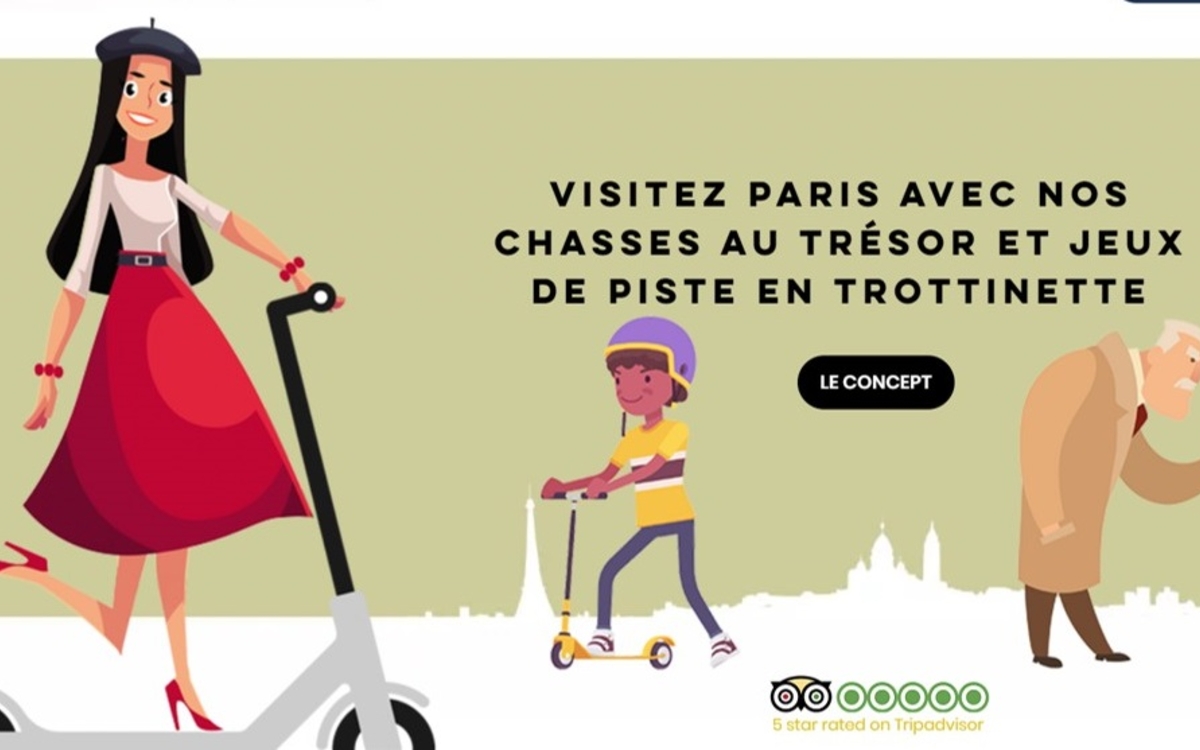 VISITEZ PARIS AVEC NOS
CHASSES AU TRÉSOR ET JEUX
DE PISTE EN TROTTINETTE
LE CONCEPT
5 star rated on Tripadvisor